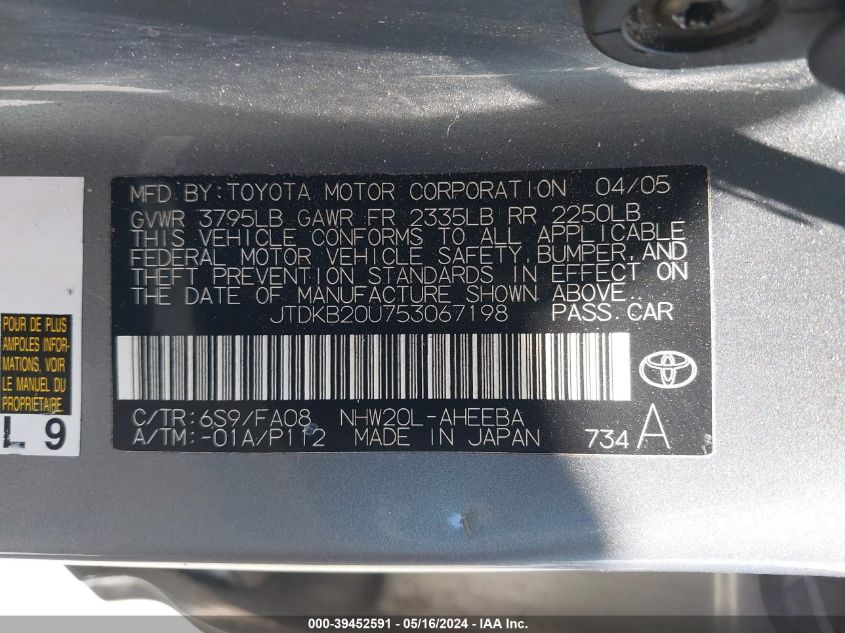 MFD BY: TOYOTA MOTOR CORPORATION 04/05
GVWR 3795LB GAWR FR 2335LB RR 2250LB
THIS VEHICLE CONFORMS TO ALL APPLICABLE
FEDERAL MOTOR VEHICLE SAFETY, BUMPER, AND
THEFT PREVENTION STANDARDS IN EFFECT ON
THE DATE OF MANUFACTURE SHOWN ABOVE.
JTDKB20U753067198 PASS. CAR
C/TR: 6S9/FA08 NHW20L-AHEEBA
A/TM: -01A/P112 MADE IN JAPAN 734 A
POUR DE PLUS
AMPLES INFOR-
MATIONS, VOIR
LE MANUEL DU
PROPRIÉTAIRE.
L 9
000-39452591 / 05/16/2024 - IAA Inc.